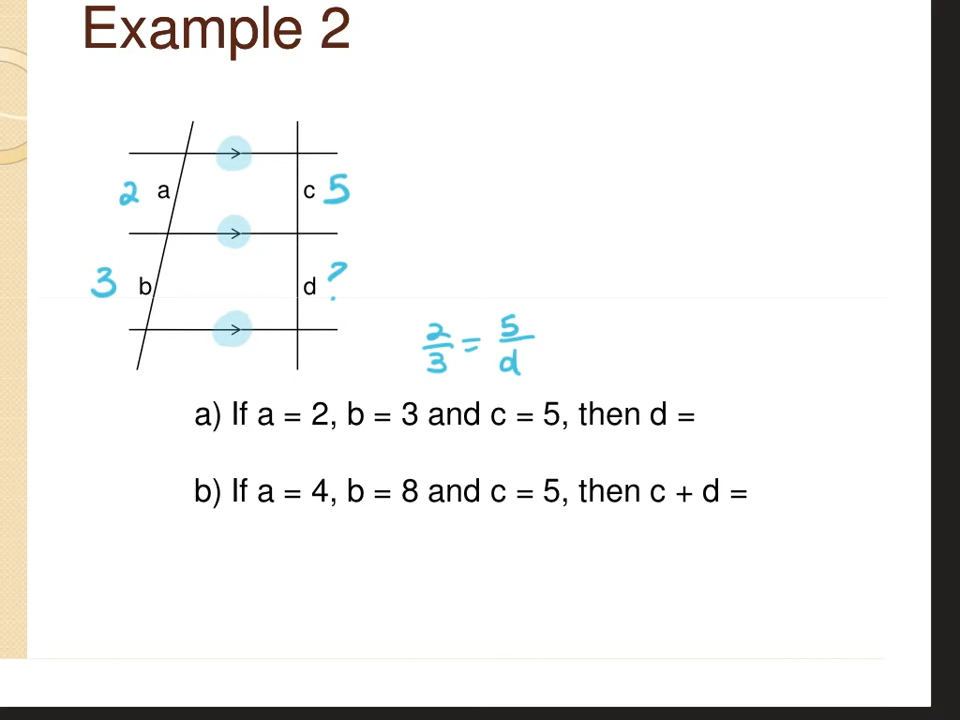 Example 2
2 a c 5
3 b d ?
2/3 = 5/d
a) If a = 2, b = 3 and c = 5, then d =
b) If a = 4, b = 8 and c = 5, then c + d =